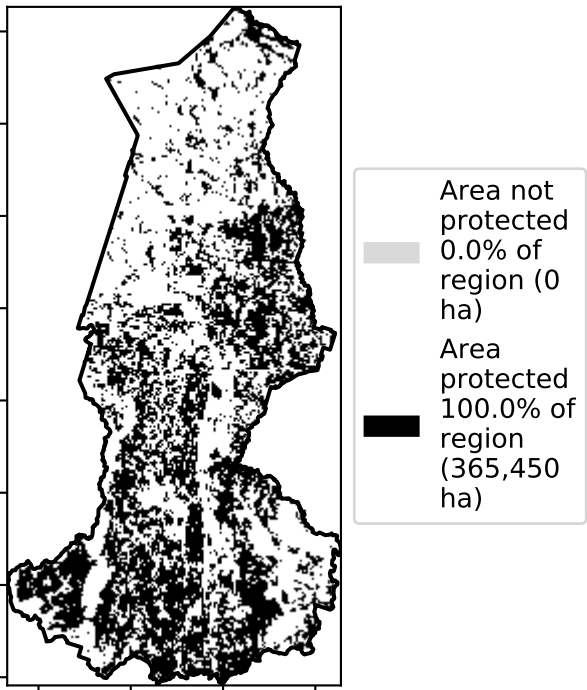 Area not
protected
0.0% of
region (0
ha)
Area
protected
100.0% of
region
(365,450
ha)